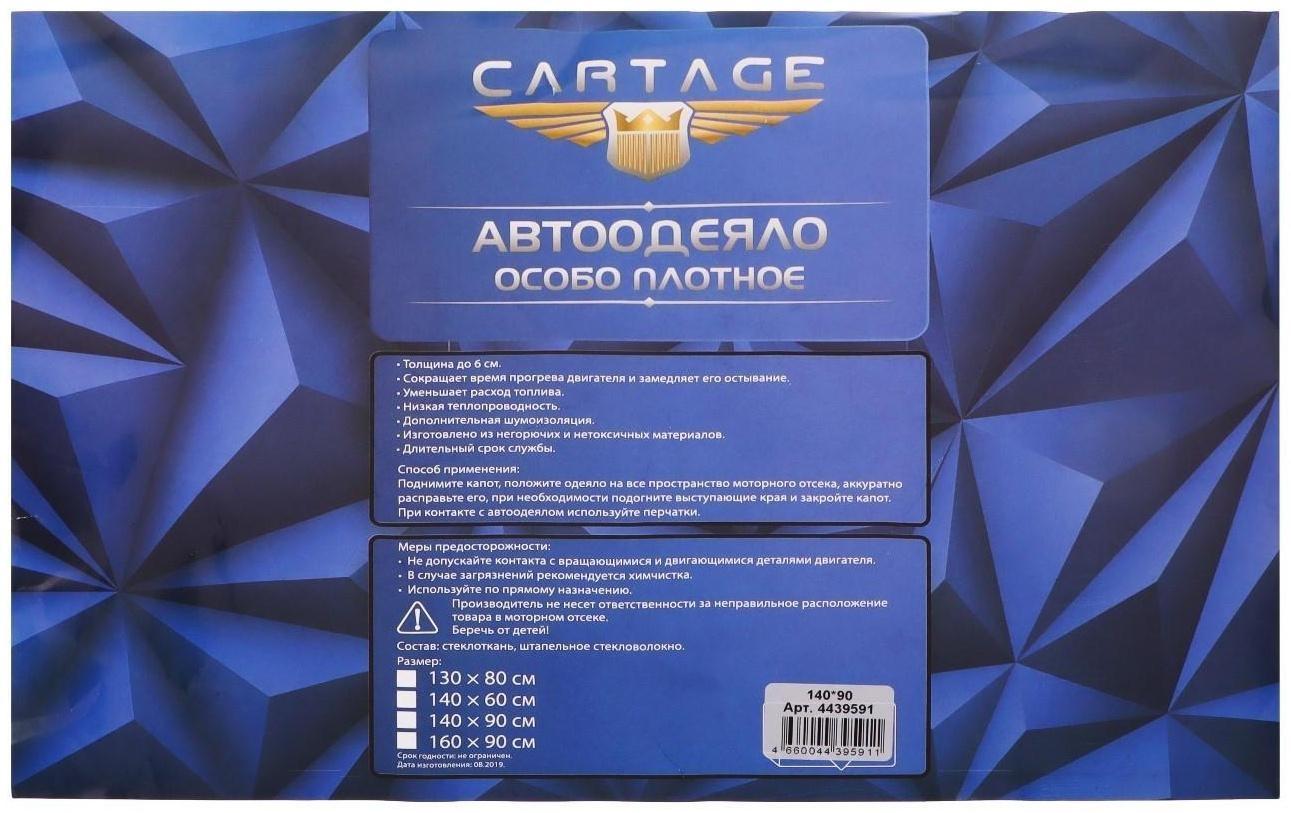 CARTAGE
АВТООДЕЯЛО
ОСОБО ПЛОТНОЕ
• Толщина до 6 см.
• Сокращает время прогрева двигателя и замедляет его остывание.
• Уменьшает расход топлива.
• Низкая теплопроводность.
• Дополнительная шумоизоляция.
• Изготовлено из негорючих и нетоксичных материалов.
• Длительный срок службы.
Способ применения:
Поднимите капот, положите одеяло на все пространство моторного отсека, аккуратно
расправьте его, при необходимости подогните выступающие края и закройте капот.
При контакте с автоодеялом используйте перчатки.
Меры предосторожности:
• Не допускайте контакта с вращающимися и двигающимися деталями двигателя.
• В случае загрязнений рекомендуется химчистка.
• Используйте по прямому назначению.
Производитель не несет ответственности за неправильное расположение
товара в моторном отсеке.
Беречь от детей!
Состав: стеклоткань, штапельное стекловолокно.
Размер:
130 × 80 см
140 × 60 см
140 × 90 см
160 × 90 см
Срок годности: не ограничен.
Дата изготовления: 08.2019.
140*90
Арт. 4439591
4 660044 395911